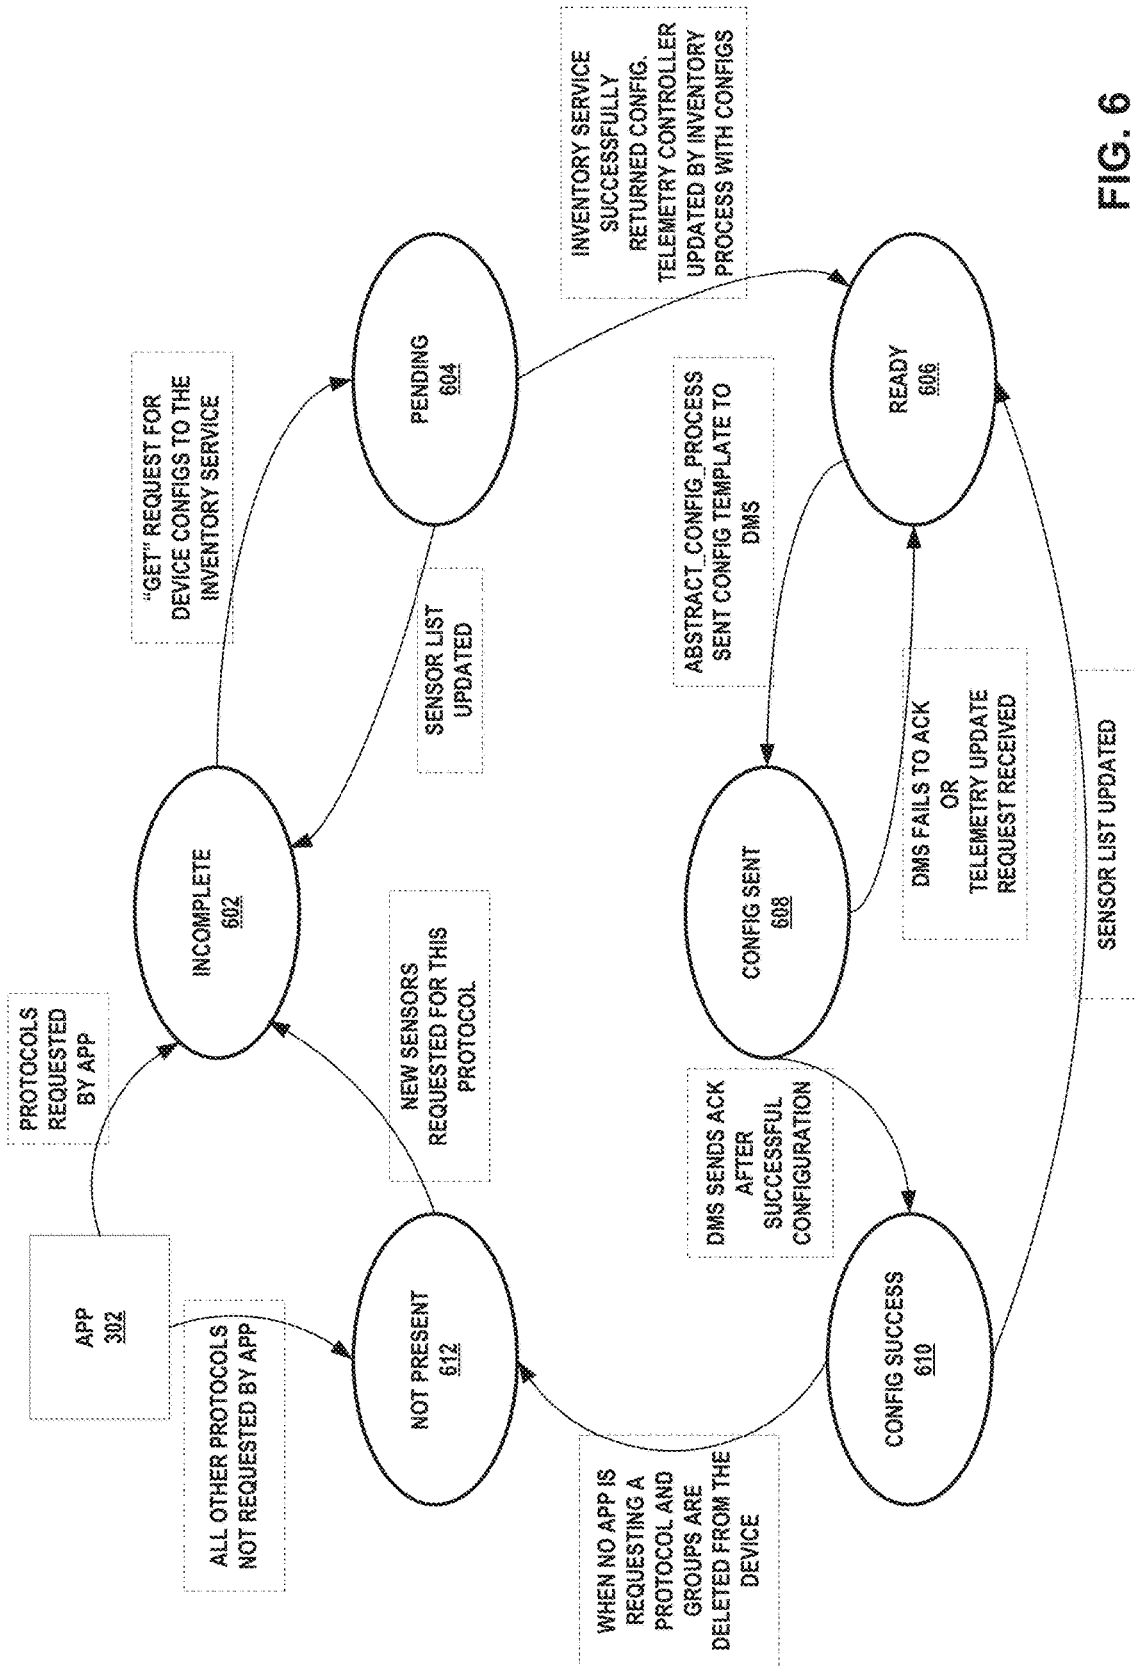 APP
302
PROTOCOLS
REQUESTED
BY APP
ALL OTHER PROTOCOLS
NOT REQUESTED BY APP
INCOMPLETE
602
"GET" REQUEST FOR
DEVICE CONFIGS TO THE
INVENTORY SERVICE
NOT PRESENT
612
NEW SENSORS
REQUESTED FOR THIS
PROTOCOL
SENSOR LIST
UPDATED
PENDING
604
INVENTORY SERVICE
SUCCESSFULLY
RETURNED CONFIG.
TELEMETRY CONTROLLER
UPDATED BY INVENTORY
PROCESS WITH CONFIGS
WHEN NO APP IS
REQUESTING A
PROTOCOL AND
GROUPS ARE
DELETED FROM THE
DEVICE
DMS SENDS ACK
AFTER
SUCCESSFUL
CONFIGURATION
CONFIG SENT
608
ABSTRACT_CONFIG_PROCESS
SENT CONFIG TEMPLATE TO
DMS
CONFIG SUCCESS
610
DMS FAILS TO ACK
OR
TELEMETRY UPDATE
REQUEST RECEIVED
READY
606
SENSOR LIST UPDATED
FIG. 6